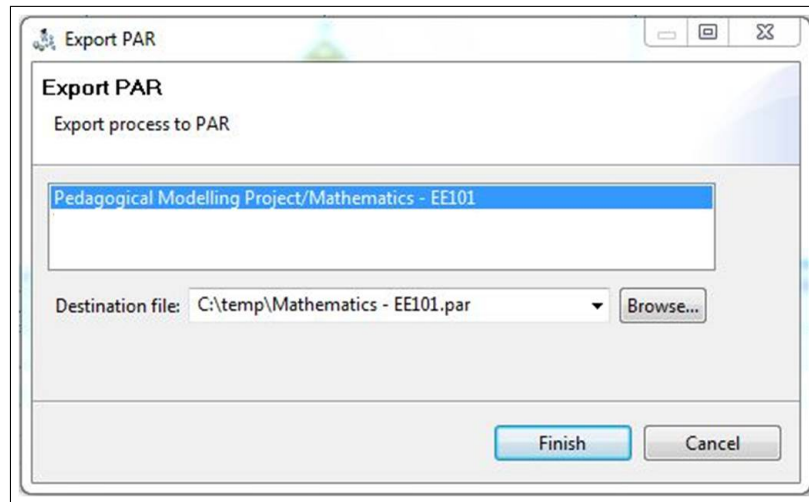 Export PAR
Export PAR
Export process to PAR
Pedagogical Modelling Project/Mathematics - EE101
Destination file: C:\temp\Mathematics - EE101.par Browse...
Finish Cancel